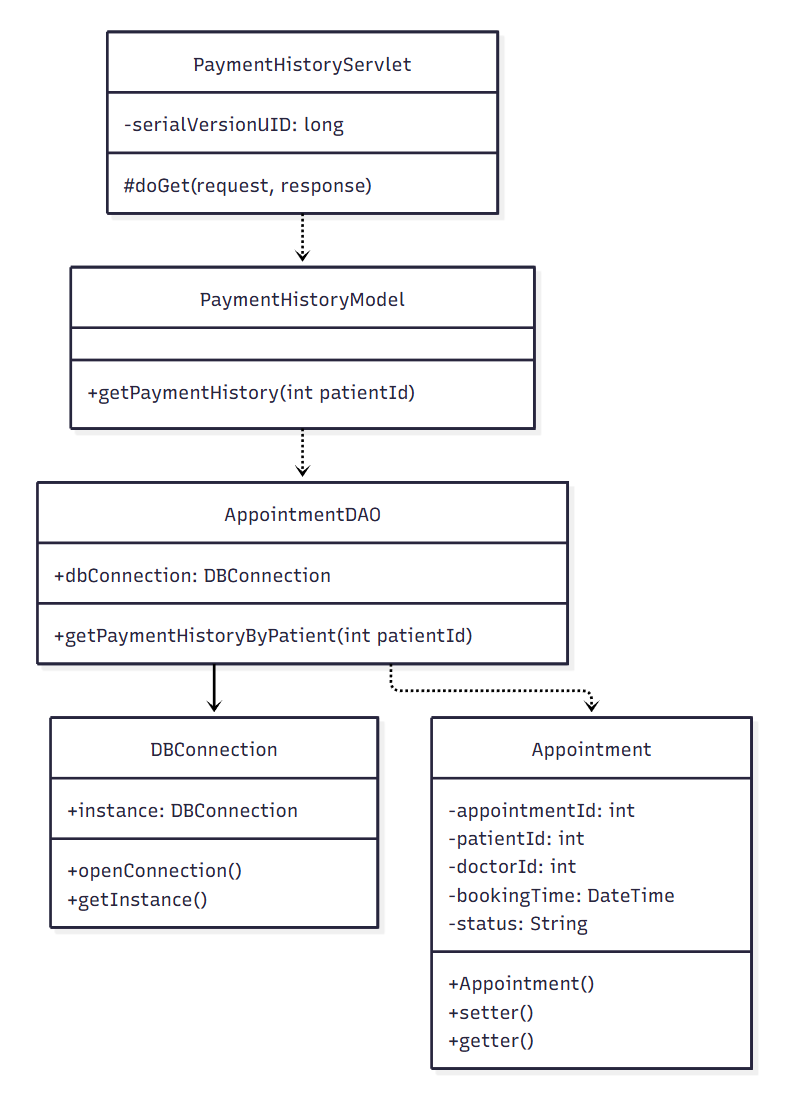 PaymentHistoryServlet
-serialVersionUID: long
#doGet(request, response)
PaymentHistoryModel
+getPaymentHistory(int patientId)
AppointmentDAO
+dbConnection: DBConnection
+getPaymentHistoryByPatient(int patientId)
DBConnection
+instance: DBConnection
+openConnection()
+getInstance()
Appointment
-appointmentId: int
-patientId: int
-doctorId: int
-bookingTime: DateTime
-status: String
+Appointment()
+setter()
+getter()